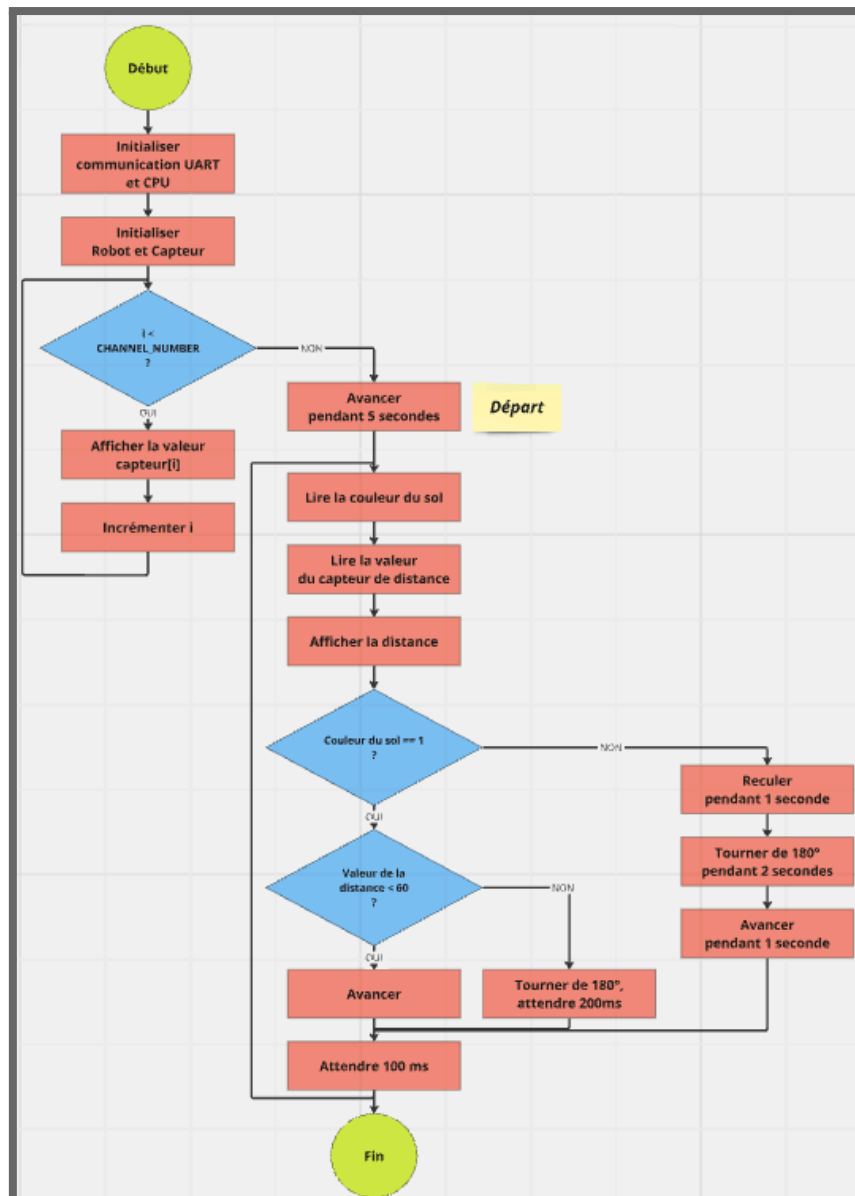 Début
Initialiser
communication UART
et CPU
Initialiser
Robot et Capteur
i <
CHANNEL_NUMBER
?
NON
OUI
Afficher la valeur
capteur[i]
Incrémenter i
Avancer
pendant 5 secondes
Départ
Lire la couleur du sol
Lire la valeur
du capteur de distance
Afficher la distance
Couleur du sol == 1
?
NON
OUI
Reculer
pendant 1 seconde
Tourner de 180°
pendant 2 secondes
Avancer
pendant 1 seconde
Valeur de la
distance < 60
?
NON
OUI
Avancer
Tourner de 180°,
attendre 200ms
Attendre 100 ms
Fin